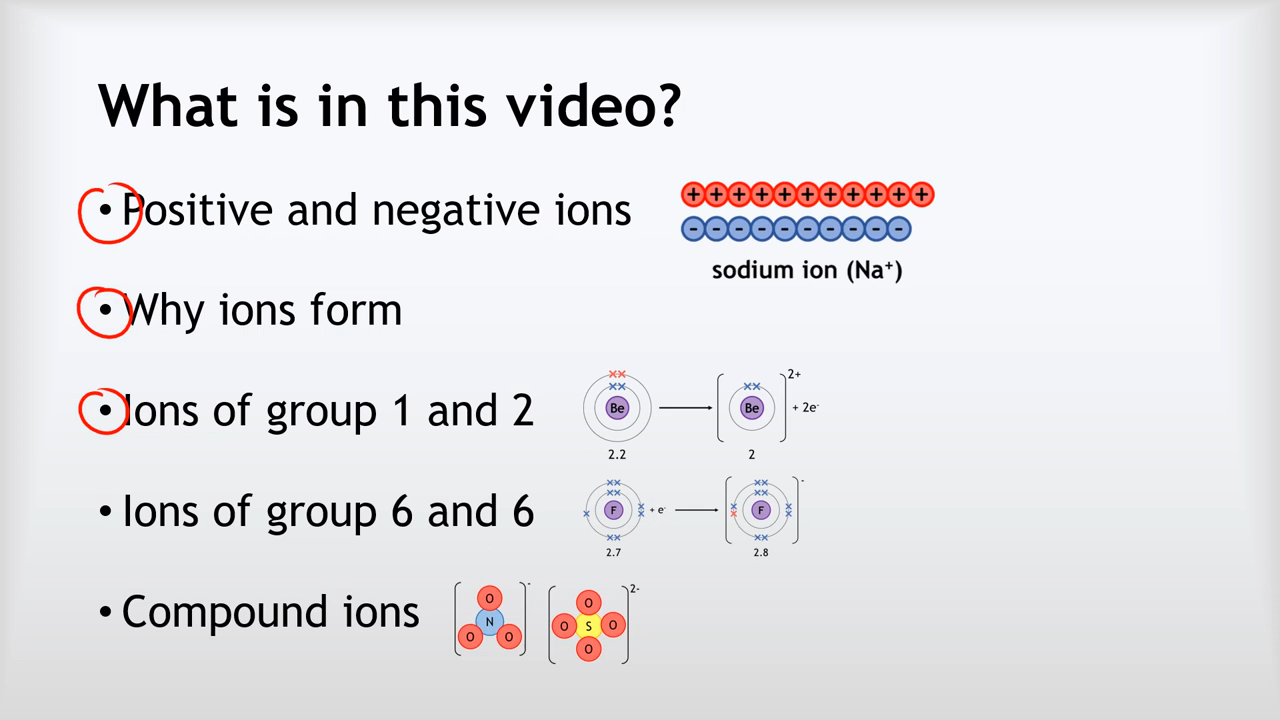 What is in this video?
• Positive and negative ions
+ + + + + + + + + + +
- - - - - - - - - -
sodium ion (Na⁺)
• Why ions form
• Ions of group 1 and 2
Be
2.2
Be
2+
+ 2e⁻
2
• Ions of group 6 and 6
F
+ e⁻
2.7
F
-
2.8
• Compound ions
O
N
O O
-
O
O S O
O
2-